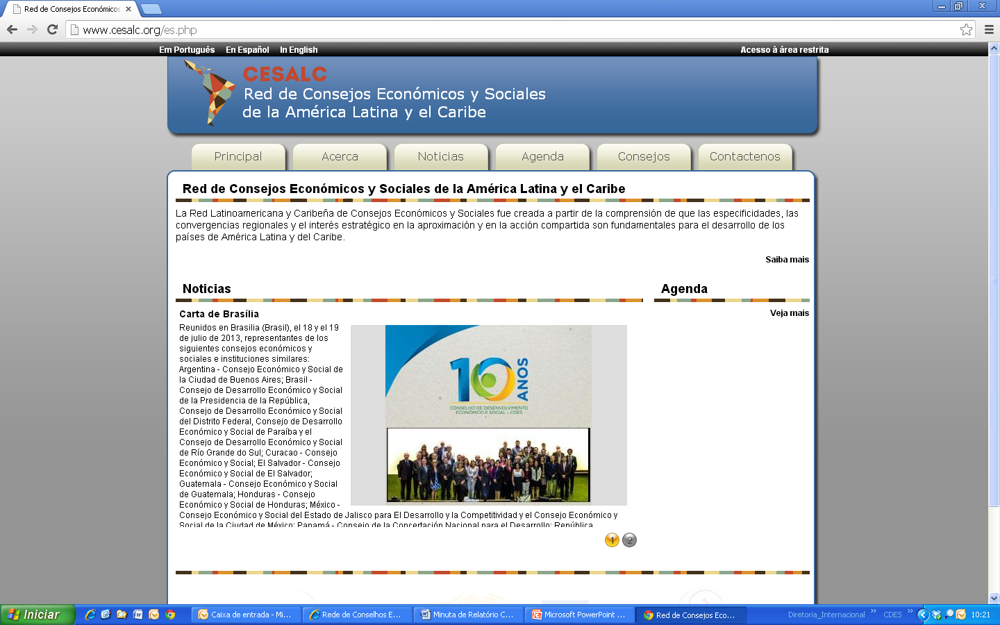 Red de Consejos Económicos
www.cesalc.org/es.php
Em Português En Español In English Acesso à área restrita
CESALC
Red de Consejos Económicos y Sociales
de la América Latina y el Caribe
Principal Acerca Noticias Agenda Consejos Contactenos
Red de Consejos Económicos y Sociales de la América Latina y el Caribe
La Red Latinoamericana y Caribeña de Consejos Económicos y Sociales fue creada a partir de la comprensión de que las especificidades, las
convergencias regionales y el interés estratégico en la aproximación y en la acción compartida son fundamentales para el desarrollo de los
países de América Latina y del Caribe.
Saiba mais
Noticias
Carta de Brasília
Reunidos en Brasilia (Brasil), el 18 y el 19
de julio de 2013, representantes de los
siguientes consejos económicos y
sociales e instituciones similares:
Argentina - Consejo Económico y Social de
la Ciudad de Buenos Aires; Brasil -
Consejo de Desarrollo Económico y Social
de la Presidencia de la República,
Consejo de Desarrollo Económico y Social
del Distrito Federal, Consejo de Desarrollo
Económico y Social de Paraíba y el
Consejo de Desarrollo Económico y Social
de Río Grande do Sul; Curacao - Consejo
Económico y Social; El Salvador - Consejo
Económico y Social de El Salvador;
Guatemala - Consejo Económico y Social
de Guatemala; Honduras - Consejo
Económico y Social de Honduras; México -
Consejo Económico y Social del Estado de Jalisco para El Desarrollo y la Competitividad y el Consejo Económico y
Social de la Ciudad de México; Panamá - Consejo de la Concertación Nacional para el Desarrollo; República
10 ANOS
CONSELHO DE DESENVOLVIMENTO
ECONÔMICO E SOCIAL - CDES
1 2
Agenda
Veja mais
Iniciar Caixa de entrada - Mi... Rede de Conselhos E... Minuta de Relatório C... Microsoft PowerPoint ... Red de Consejos Eco... Diretoria_Internacional » CDES » 10:21